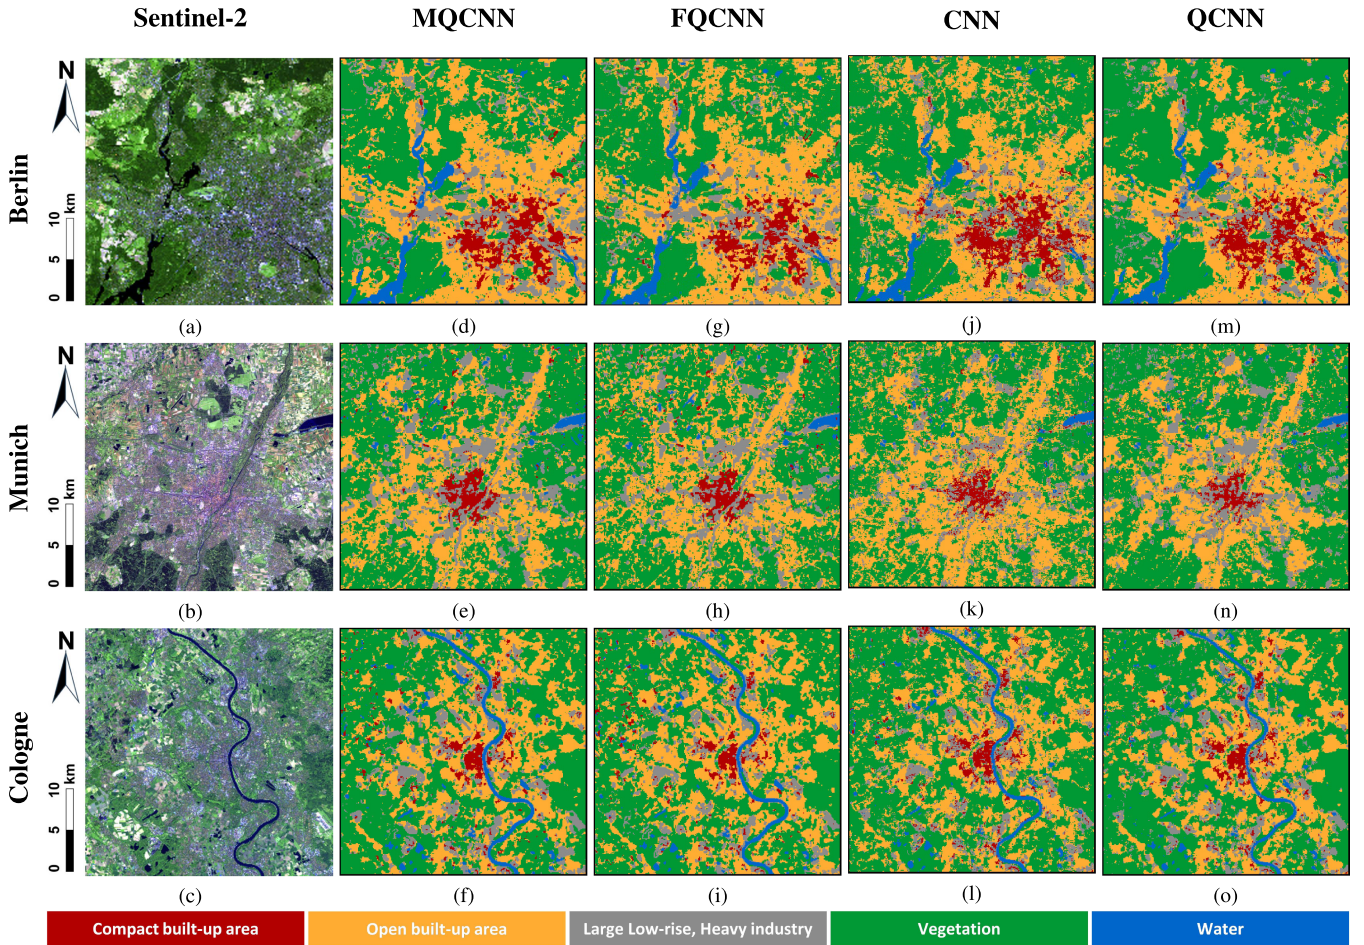 Sentinel-2 MQCNN FQCNN CNN QCNN
Berlin
N
10 km
5
0
(a) (d) (g) (j) (m)
Munich
N
10 km
5
0
(b) (e) (h) (k) (n)
Cologne
N
10 km
5
0
(c) (f) (i) (l) (o)
Compact built-up area Open built-up area Large Low-rise, Heavy industry Vegetation Water